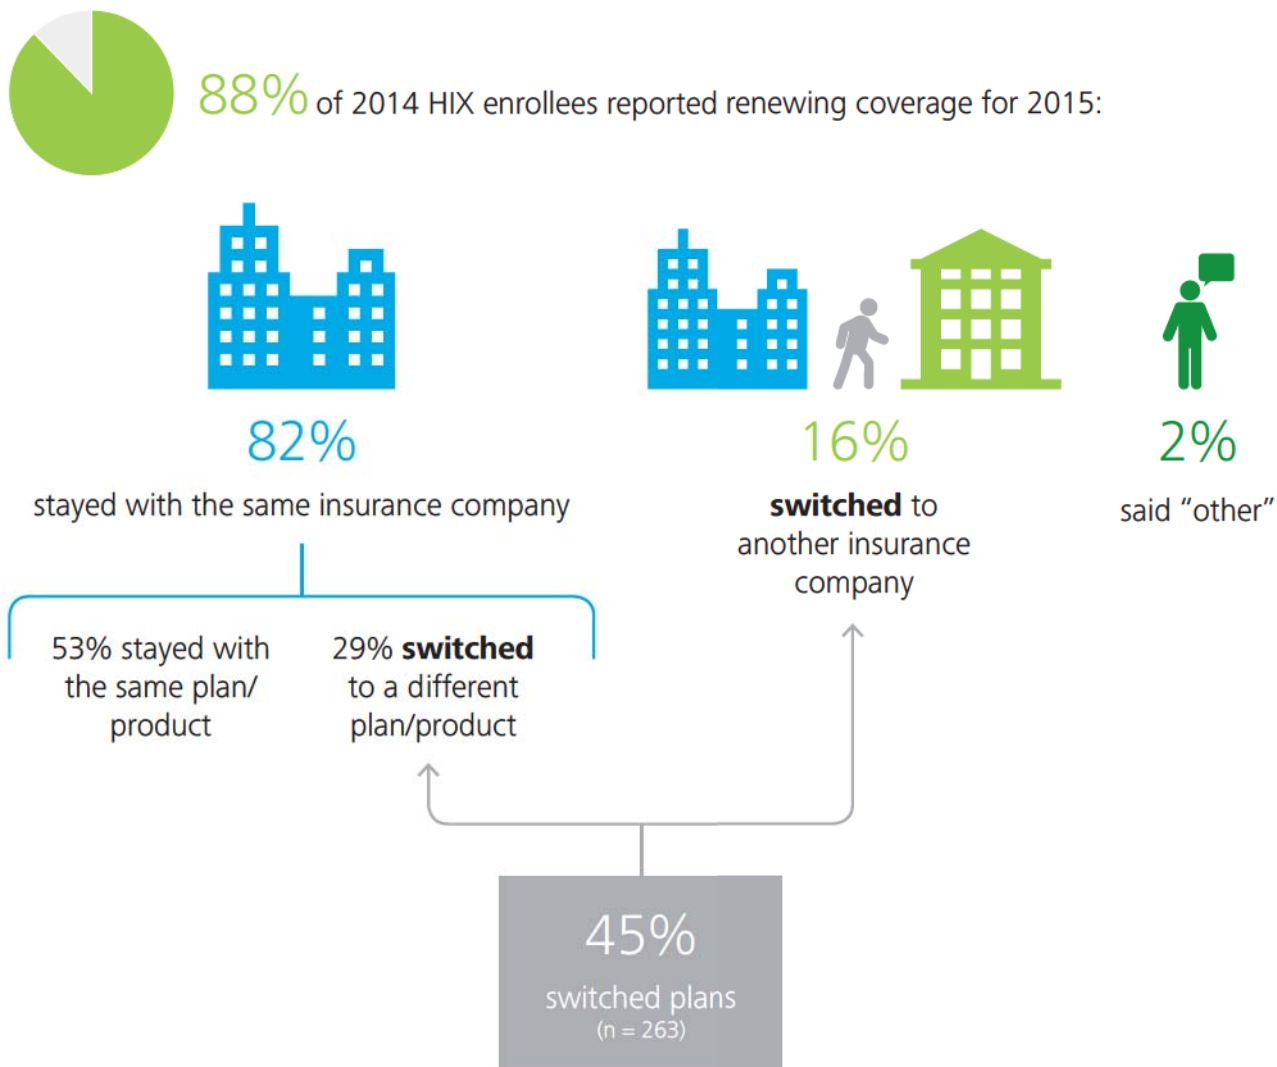 88% of 2014 HIX enrollees reported renewing coverage for 2015:
82%
stayed with the same insurance company
53% stayed with
the same plan/
product
29% switched
to a different
plan/product
16%
switched to
another insurance
company
2%
said “other”
45%
switched plans
(n = 263)